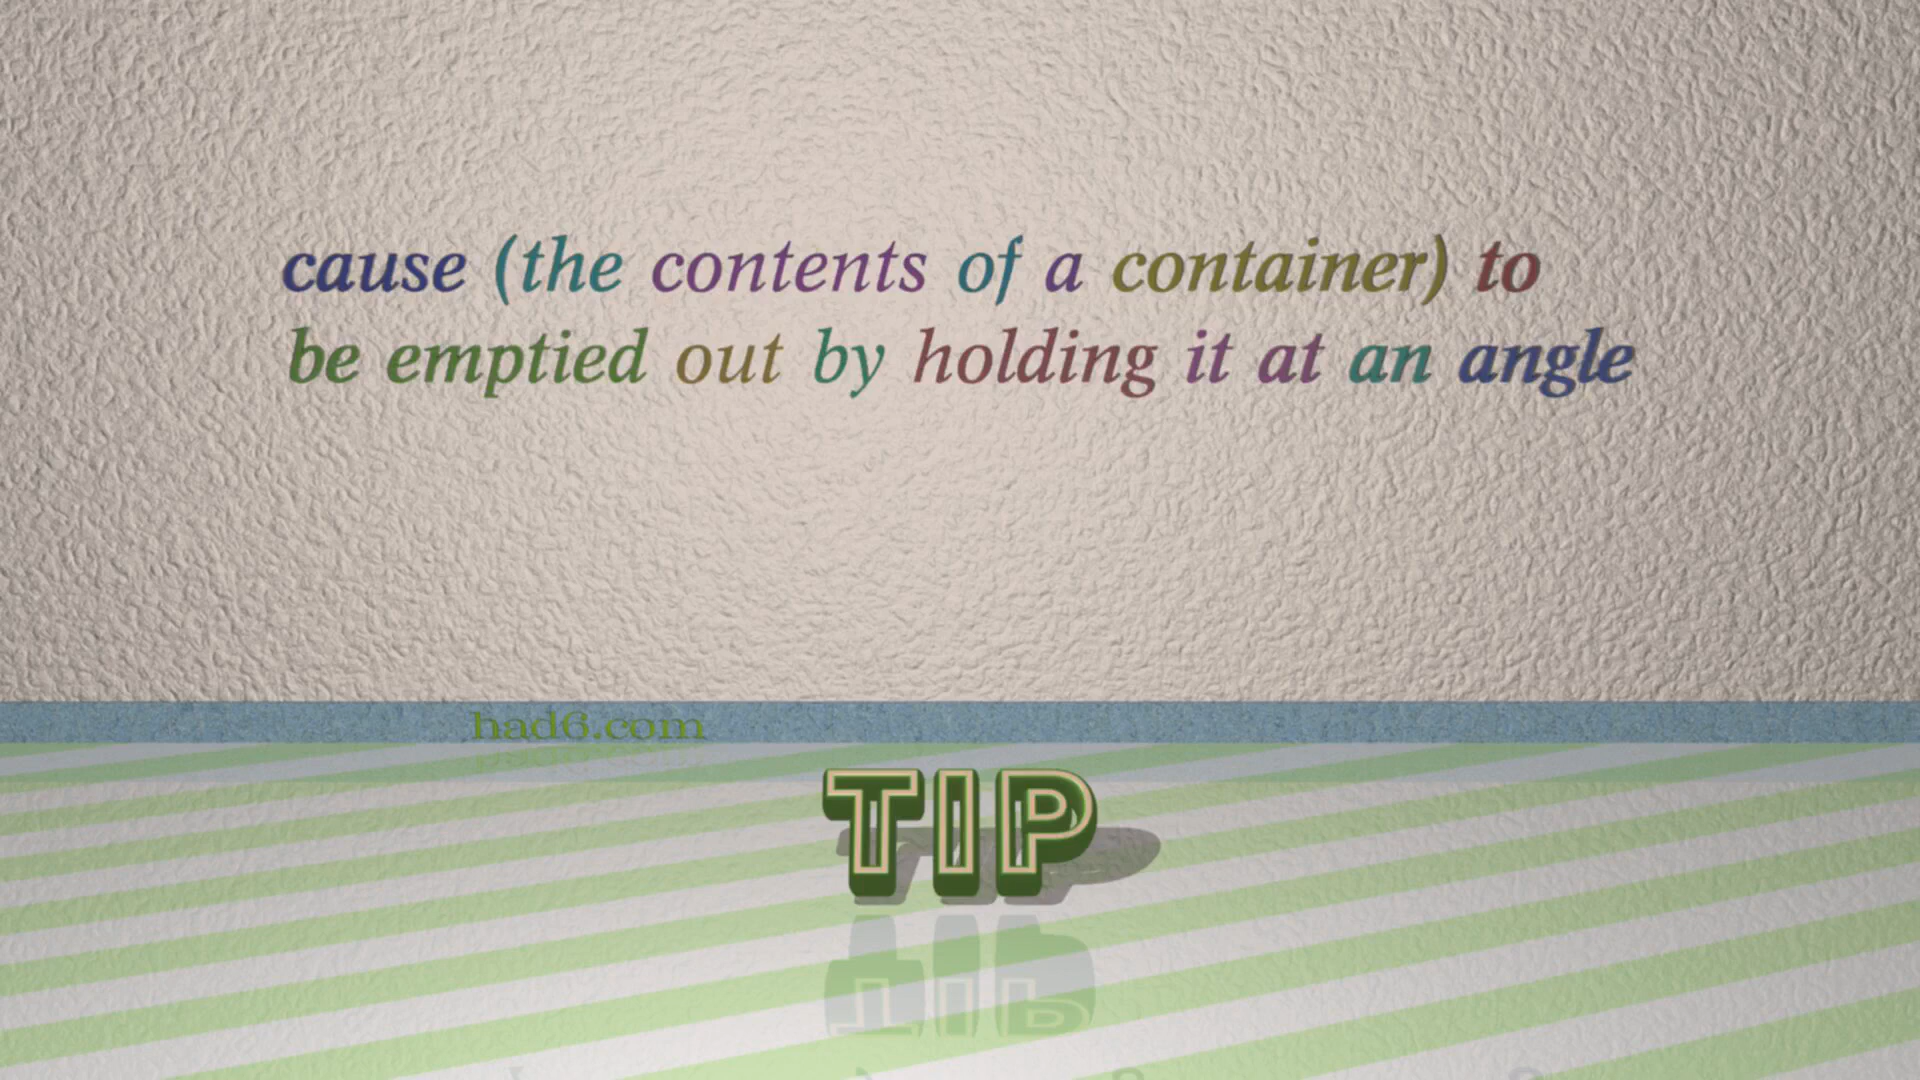 cause (the contents of a container) to
be emptied out by holding it at an angle
had6.com
TIP